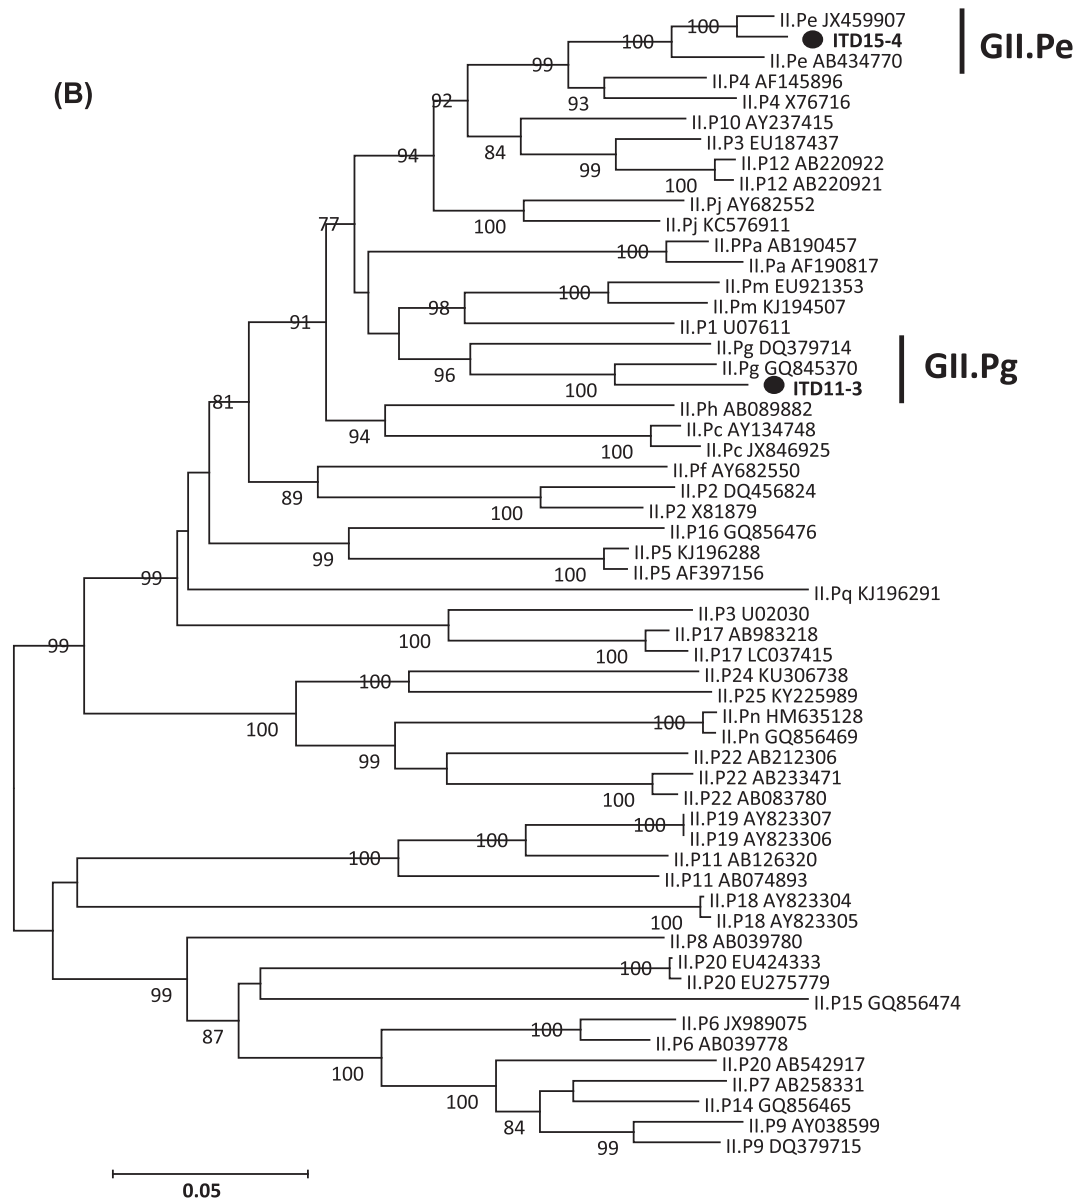 (B)
100
II.Pe JX459907
100
ITD15-4
GII.Pe
99
II.Pe AB434770
II.P4 AF145896
92
93
II.P4 X76716
II.P10 AY237415
84
II.P3 EU187437
94
99
II.P12 AB220922
100
II.P12 AB220921
II.Pj AY682552
77
100
II.Pj KC576911
100
II.PPa AB190457
II.Pa AF190817
100
II.Pm EU921353
98
II.Pm KJ194507
91
II.P1 U07611
II.Pg DQ379714
96
II.Pg GQ845370
GII.Pg
100
ITD11-3
81
II.Ph AB089882
94
II.Pc AY134748
100
II.Pc JX846925
II.Pf AY682550
89
II.P2 DQ456824
100
II.P2 X81879
II.P16 GQ856476
99
II.P5 KJ196288
99
100
II.P5 AF397156
II.Pq KJ196291
II.P3 U02030
99
100
II.P17 AB983218
100
II.P17 LC037415
100
II.P24 KU306738
II.P25 KY225989
100
100
II.Pn HM635128
II.Pn GQ856469
99
II.P22 AB212306
II.P22 AB233471
100
II.P22 AB083780
100
II.P19 AY823307
100
II.P19 AY823306
100
II.P11 AB126320
II.P11 AB074893
II.P18 AY823304
100
II.P18 AY823305
II.P8 AB039780
100
II.P20 EU424333
99
II.P20 EU275779
II.P15 GQ856474
87
100
II.P6 JX989075
II.P6 AB039778
100
II.P20 AB542917
II.P7 AB258331
100
II.P14 GQ856465
84
II.P9 AY038599
99
II.P9 DQ379715
0.05